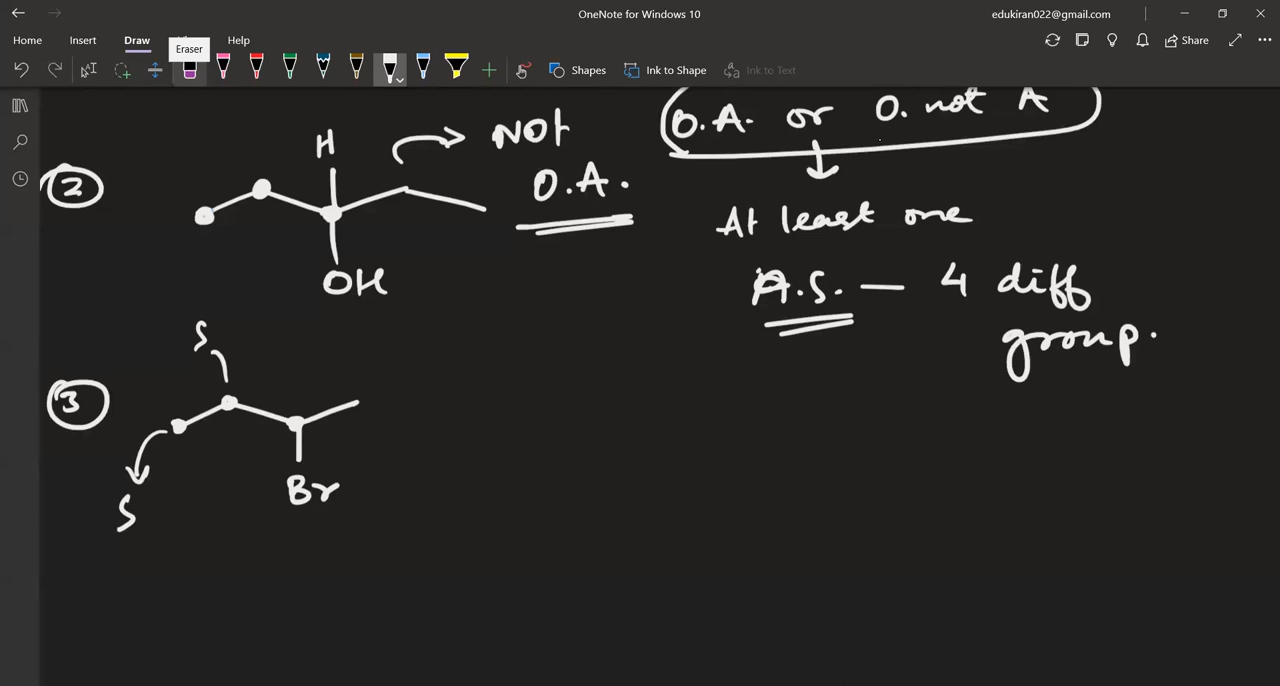 OneNote for Windows 10
edukiran022@gmail.com
Home Insert Draw Help
Eraser
Shapes Ink to Shape Ink to Text Share
O.A. or O. not A
2 H NOt
O.A.
OH
At least one
A.S. — 4 diff
group.
S
3
Br
S